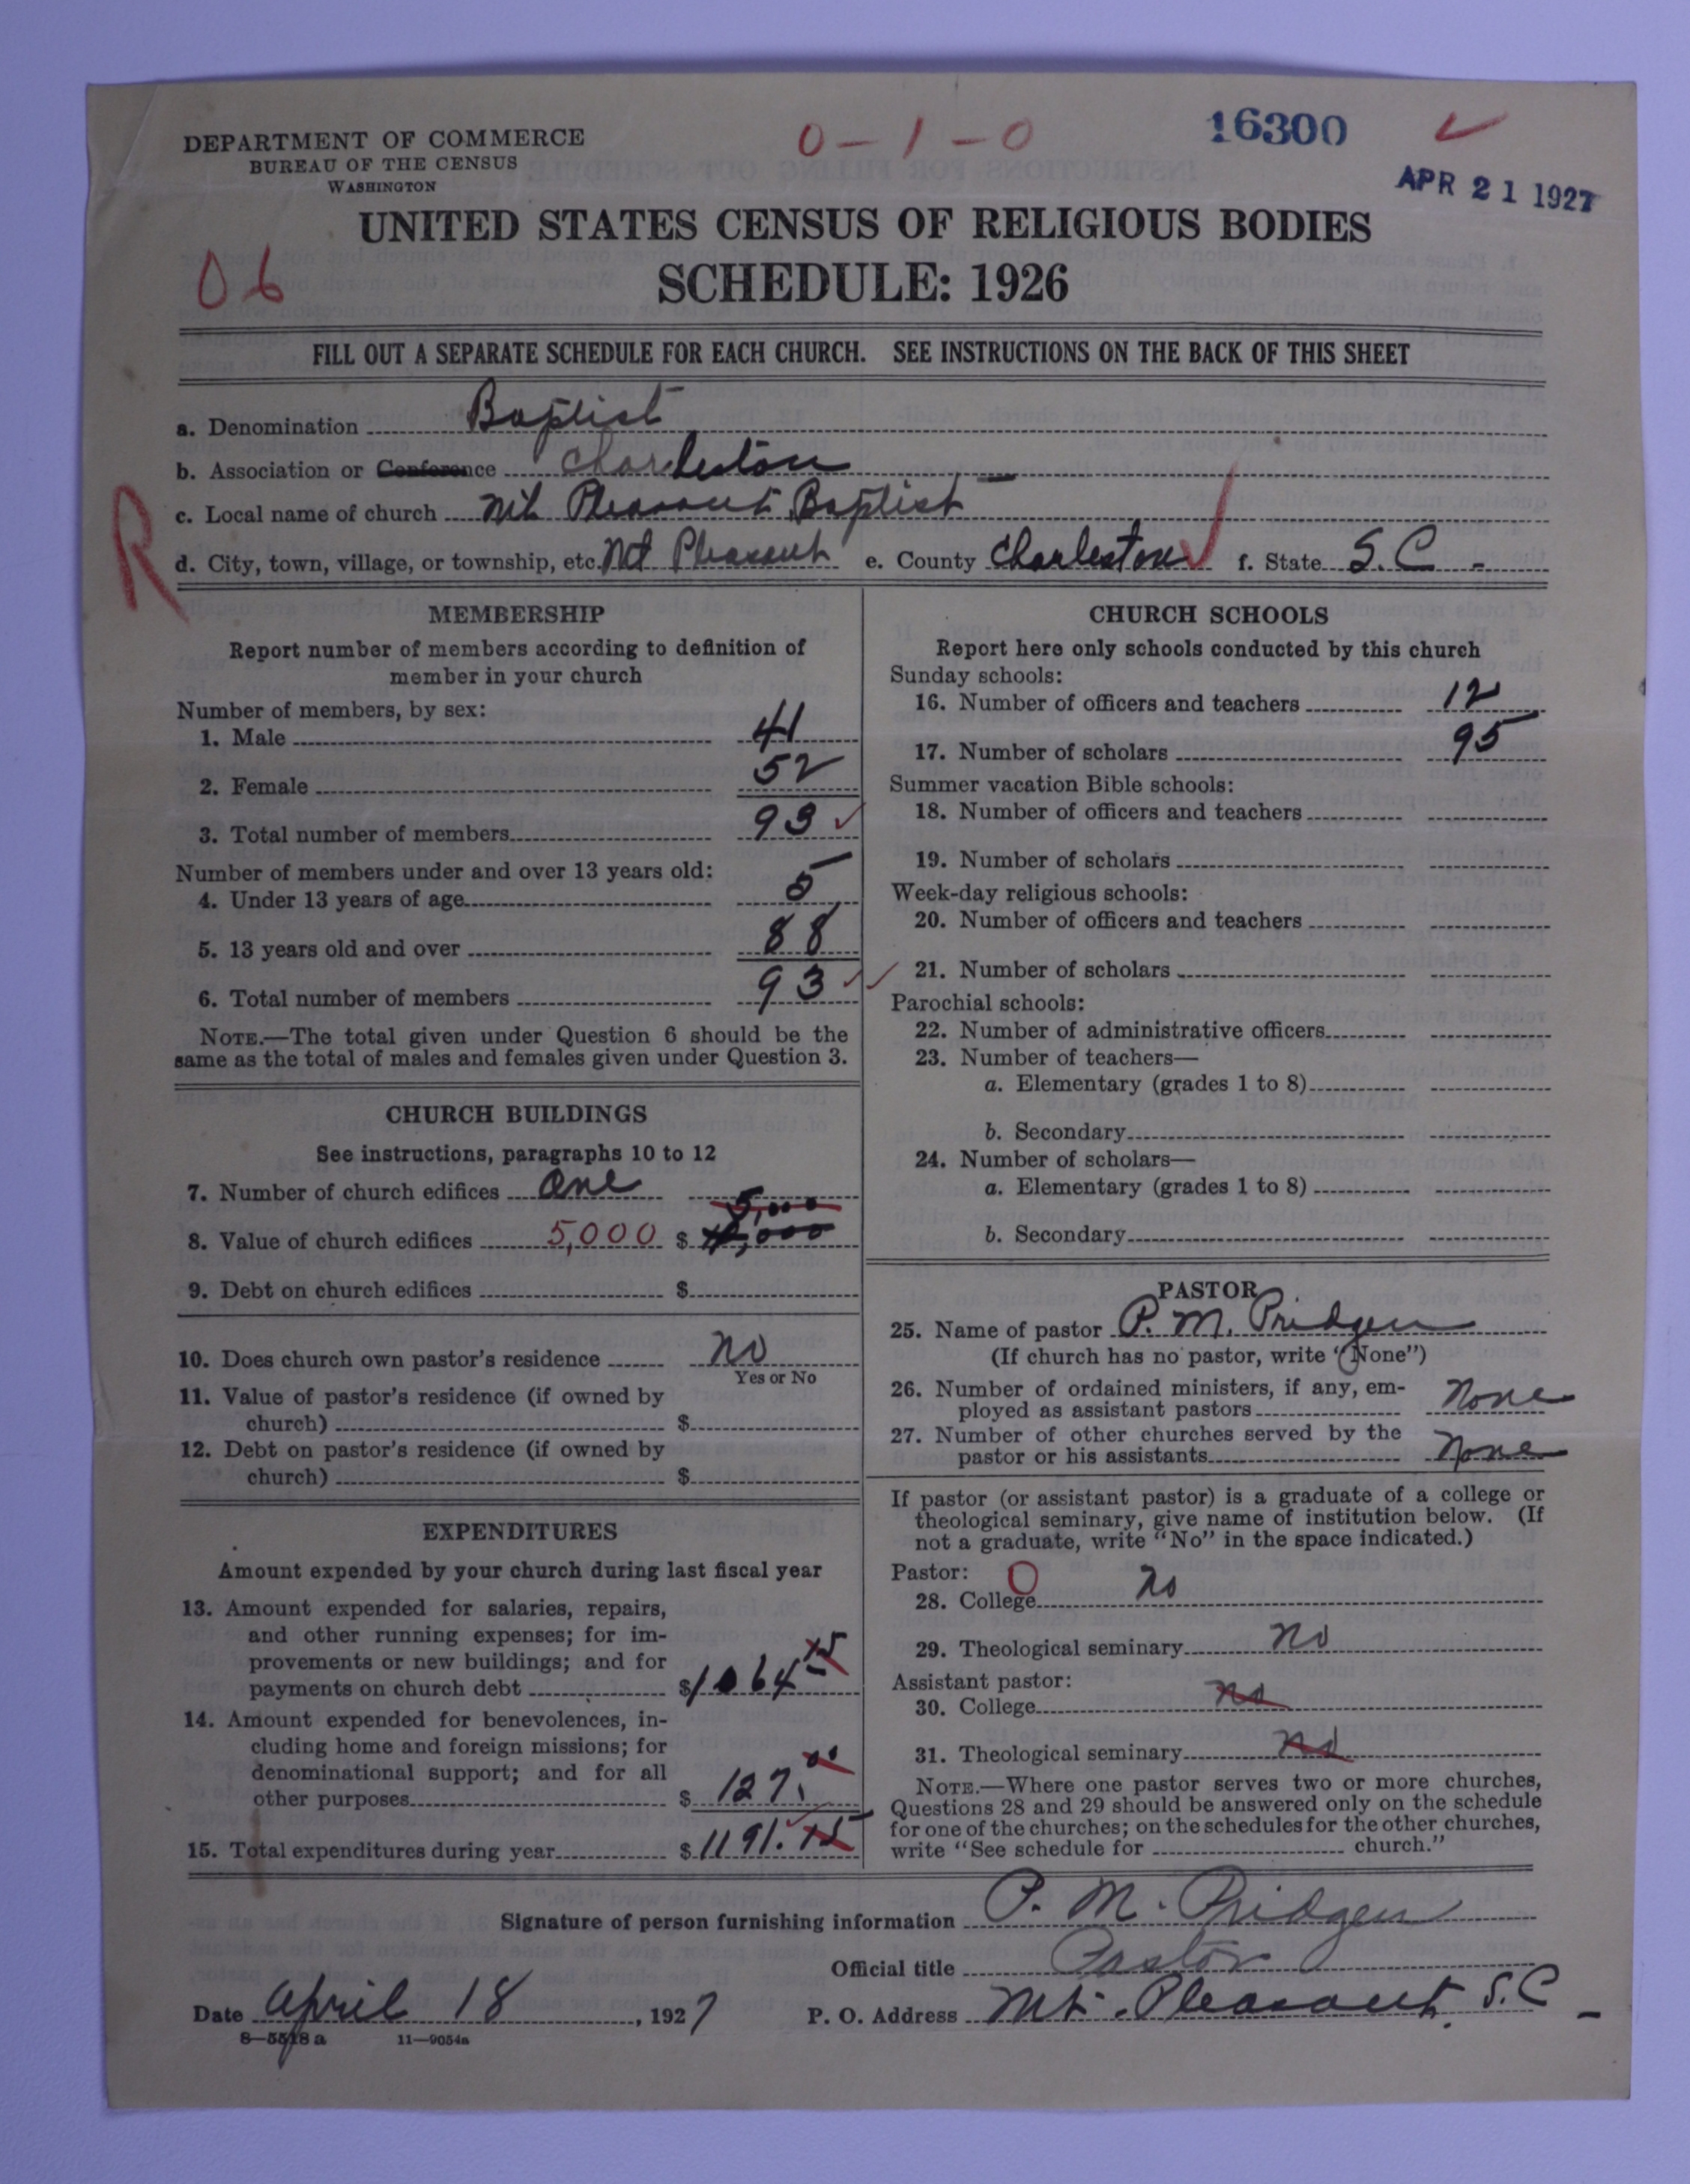 DEPARTMENT OF COMMERCE
BUREAU OF THE CENSUS
WASHINGTON
0-1-0
16300
APR 21 1927
UNITED STATES CENSUS OF RELIGIOUS BODIES
SCHEDULE: 1926
06
FILL OUT A SEPARATE SCHEDULE FOR EACH CHURCH. SEE INSTRUCTIONS ON THE BACK OF THIS SHEET
a. Denomination Baptist
b. Association or Conference Charleston
R
c. Local name of church Mt Pleasant Baptist
d. City, town, village, or township, etc. Mt Pleasant e. County Charleston f. State S.C.
MEMBERSHIP
Report number of members according to definition of
member in your church
Number of members, by sex:
1. Male 41
2. Female 52
3. Total number of members 93
Number of members under and over 13 years old:
4. Under 13 years of age 5
5. 13 years old and over 88
6. Total number of members 93
NOTE.—The total given under Question 6 should be the
same as the total of males and females given under Question 3.
CHURCH BUILDINGS
See instructions, paragraphs 10 to 12
7. Number of church edifices One
5,000
8. Value of church edifices 5,000 $
9. Debt on church edifices $
10. Does church own pastor's residence No
Yes or No
11. Value of pastor's residence (if owned by
church) $
12. Debt on pastor's residence (if owned by
church) $
EXPENDITURES
Amount expended by your church during last fiscal year
13. Amount expended for salaries, repairs,
and other running expenses; for im-
provements or new buildings; and for
payments on church debt $1064 15
14. Amount expended for benevolences, in-
cluding home and foreign missions; for
denominational support; and for all
other purposes $ 127. 00
15. Total expenditures during year $1191.15
CHURCH SCHOOLS
Report here only schools conducted by this church
Sunday schools:
16. Number of officers and teachers 12
17. Number of scholars 95
Summer vacation Bible schools:
18. Number of officers and teachers
19. Number of scholars
Week-day religious schools:
20. Number of officers and teachers
21. Number of scholars
Parochial schools:
22. Number of administrative officers
23. Number of teachers—
a. Elementary (grades 1 to 8)
b. Secondary
24. Number of scholars—
a. Elementary (grades 1 to 8)
b. Secondary
PASTOR
25. Name of pastor P. M. Pridgen
(If church has no pastor, write "None")
26. Number of ordained ministers, if any, em-
ployed as assistant pastors None
27. Number of other churches served by the
pastor or his assistants None
If pastor (or assistant pastor) is a graduate of a college or
theological seminary, give name of institution below. (If
not a graduate, write "No" in the space indicated.)
Pastor: 0
28. College No
29. Theological seminary No
Assistant pastor:
30. College No
31. Theological seminary No
NOTE.—Where one pastor serves two or more churches,
Questions 28 and 29 should be answered only on the schedule
for one of the churches; on the schedules for the other churches,
write "See schedule for church."
Signature of person furnishing information P. M. Pridgen
Official title Pastor
Date April 18, 1927 P. O. Address Mt. Pleasant, S.C.
8—5518a 11—9054a